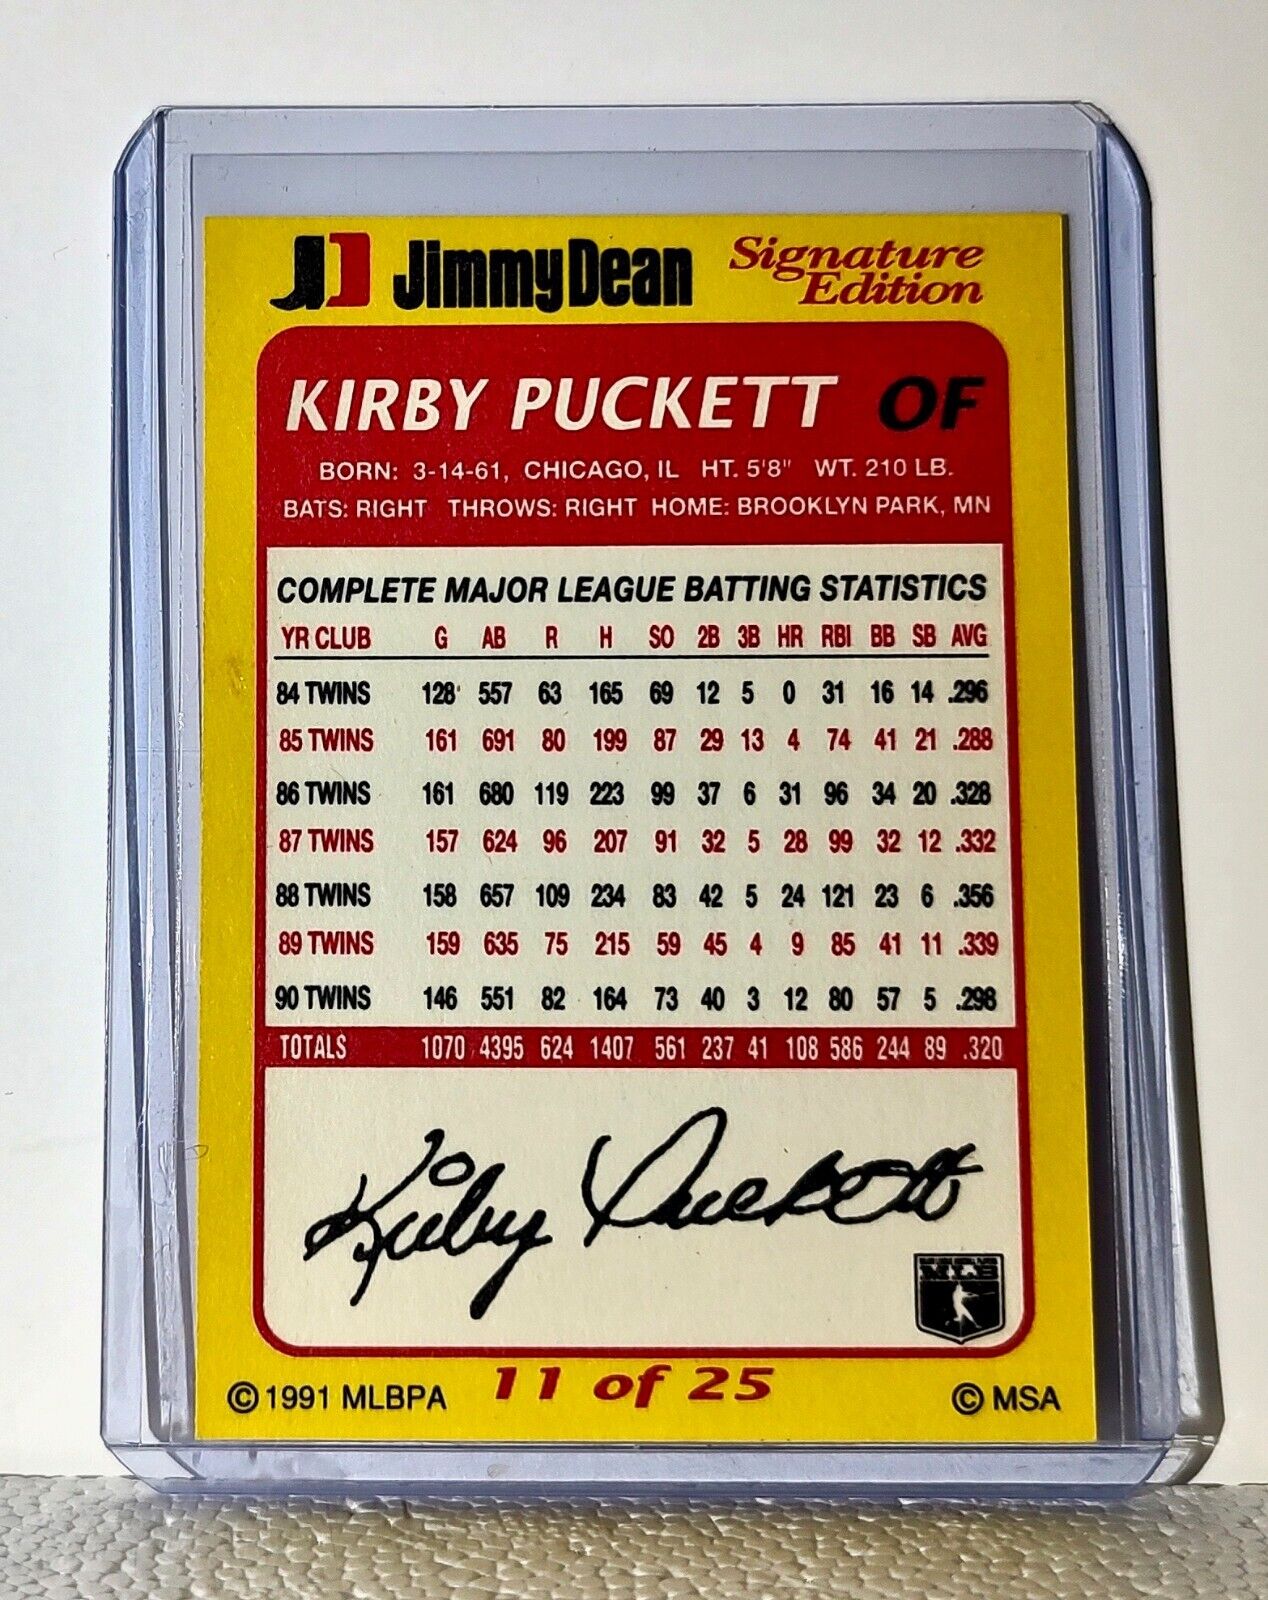 JD Jimmy Dean Signature Edition
KIRBY PUCKETT OF
BORN: 3-14-61, CHICAGO, IL HT. 5'8" WT. 210 LB.
BATS: RIGHT THROWS: RIGHT HOME: BROOKLYN PARK, MN
COMPLETE MAJOR LEAGUE BATTING STATISTICS
YR CLUB G AB R H SO 2B 3B HR RBI BB SB AVG
84 TWINS 128 557 63 165 69 12 5 0 31 16 14 .296
85 TWINS 161 691 80 199 87 29 13 4 74 41 21 .288
86 TWINS 161 680 119 223 99 37 6 31 96 34 20 .328
87 TWINS 157 624 96 207 91 32 5 28 99 32 12 .332
88 TWINS 158 657 109 234 83 42 5 24 121 23 6 .356
89 TWINS 159 635 75 215 59 45 4 9 85 41 11 .339
90 TWINS 146 551 82 164 73 40 3 12 80 57 5 .298
TOTALS 1070 4395 624 1407 561 237 41 108 586 244 89 .320
Kirby Puckett
MLB
© 1991 MLBPA 11 of 25 © MSA